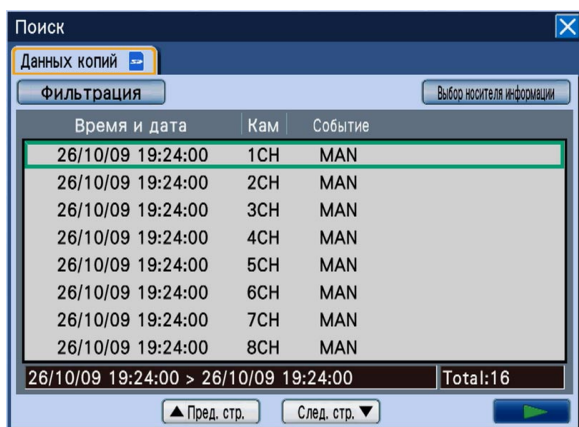 Поиск
Данных копий
Фильтрация Выбор носителя информации
Время и дата Кам Событие
26/10/09 19:24:00 1CH MAN
26/10/09 19:24:00 2CH MAN
26/10/09 19:24:00 3CH MAN
26/10/09 19:24:00 4CH MAN
26/10/09 19:24:00 5CH MAN
26/10/09 19:24:00 6CH MAN
26/10/09 19:24:00 7CH MAN
26/10/09 19:24:00 8CH MAN
26/10/09 19:24:00 > 26/10/09 19:24:00 Total:16
▲ Пред. стр. След. стр. ▼